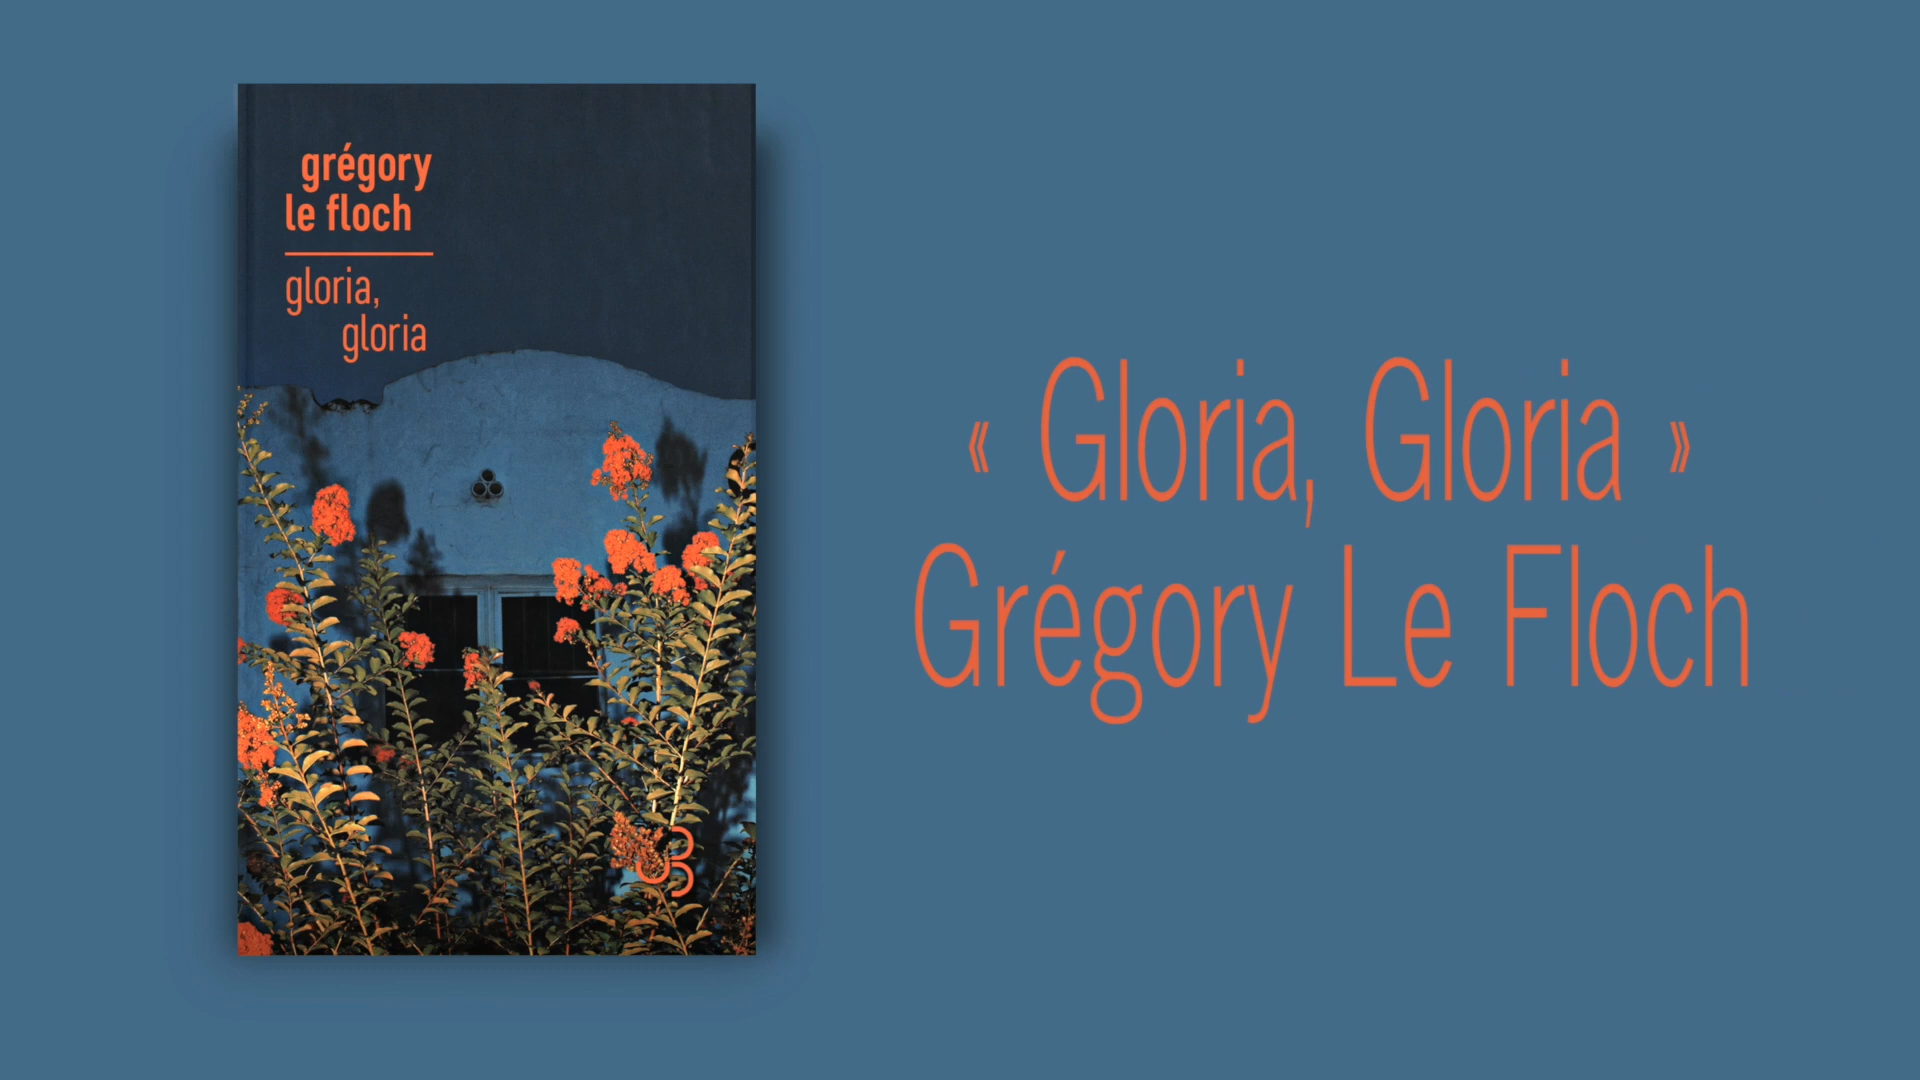 grégory
le floch
gloria,
gloria
« Gloria, Gloria »
Grégory Le Floch